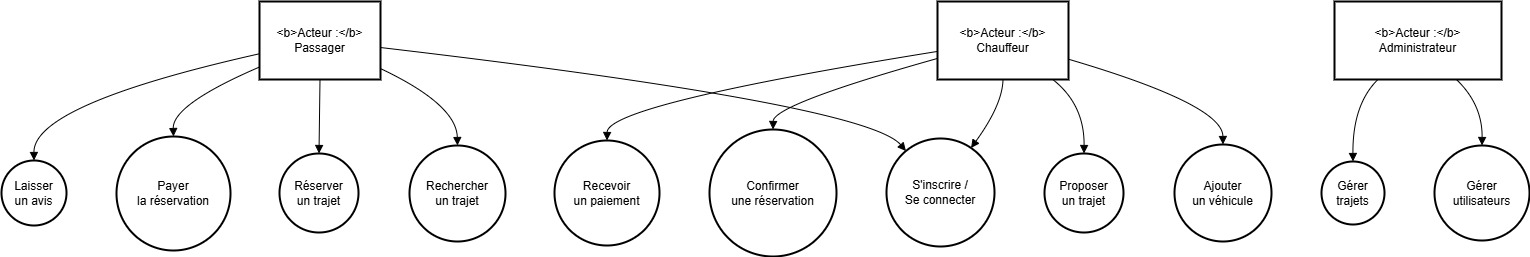 <b>Acteur :</b>
Passager
<b>Acteur :</b>
Chauffeur
<b>Acteur :</b>
Administrateur
Laisser
un avis
Payer
la réservation
Réserver
un trajet
Rechercher
un trajet
Recevoir
un paiement
Confirmer
une réservation
S'inscrire /
Se connecter
Proposer
un trajet
Ajouter
un véhicule
Gérer
trajets
Gérer
utilisateurs